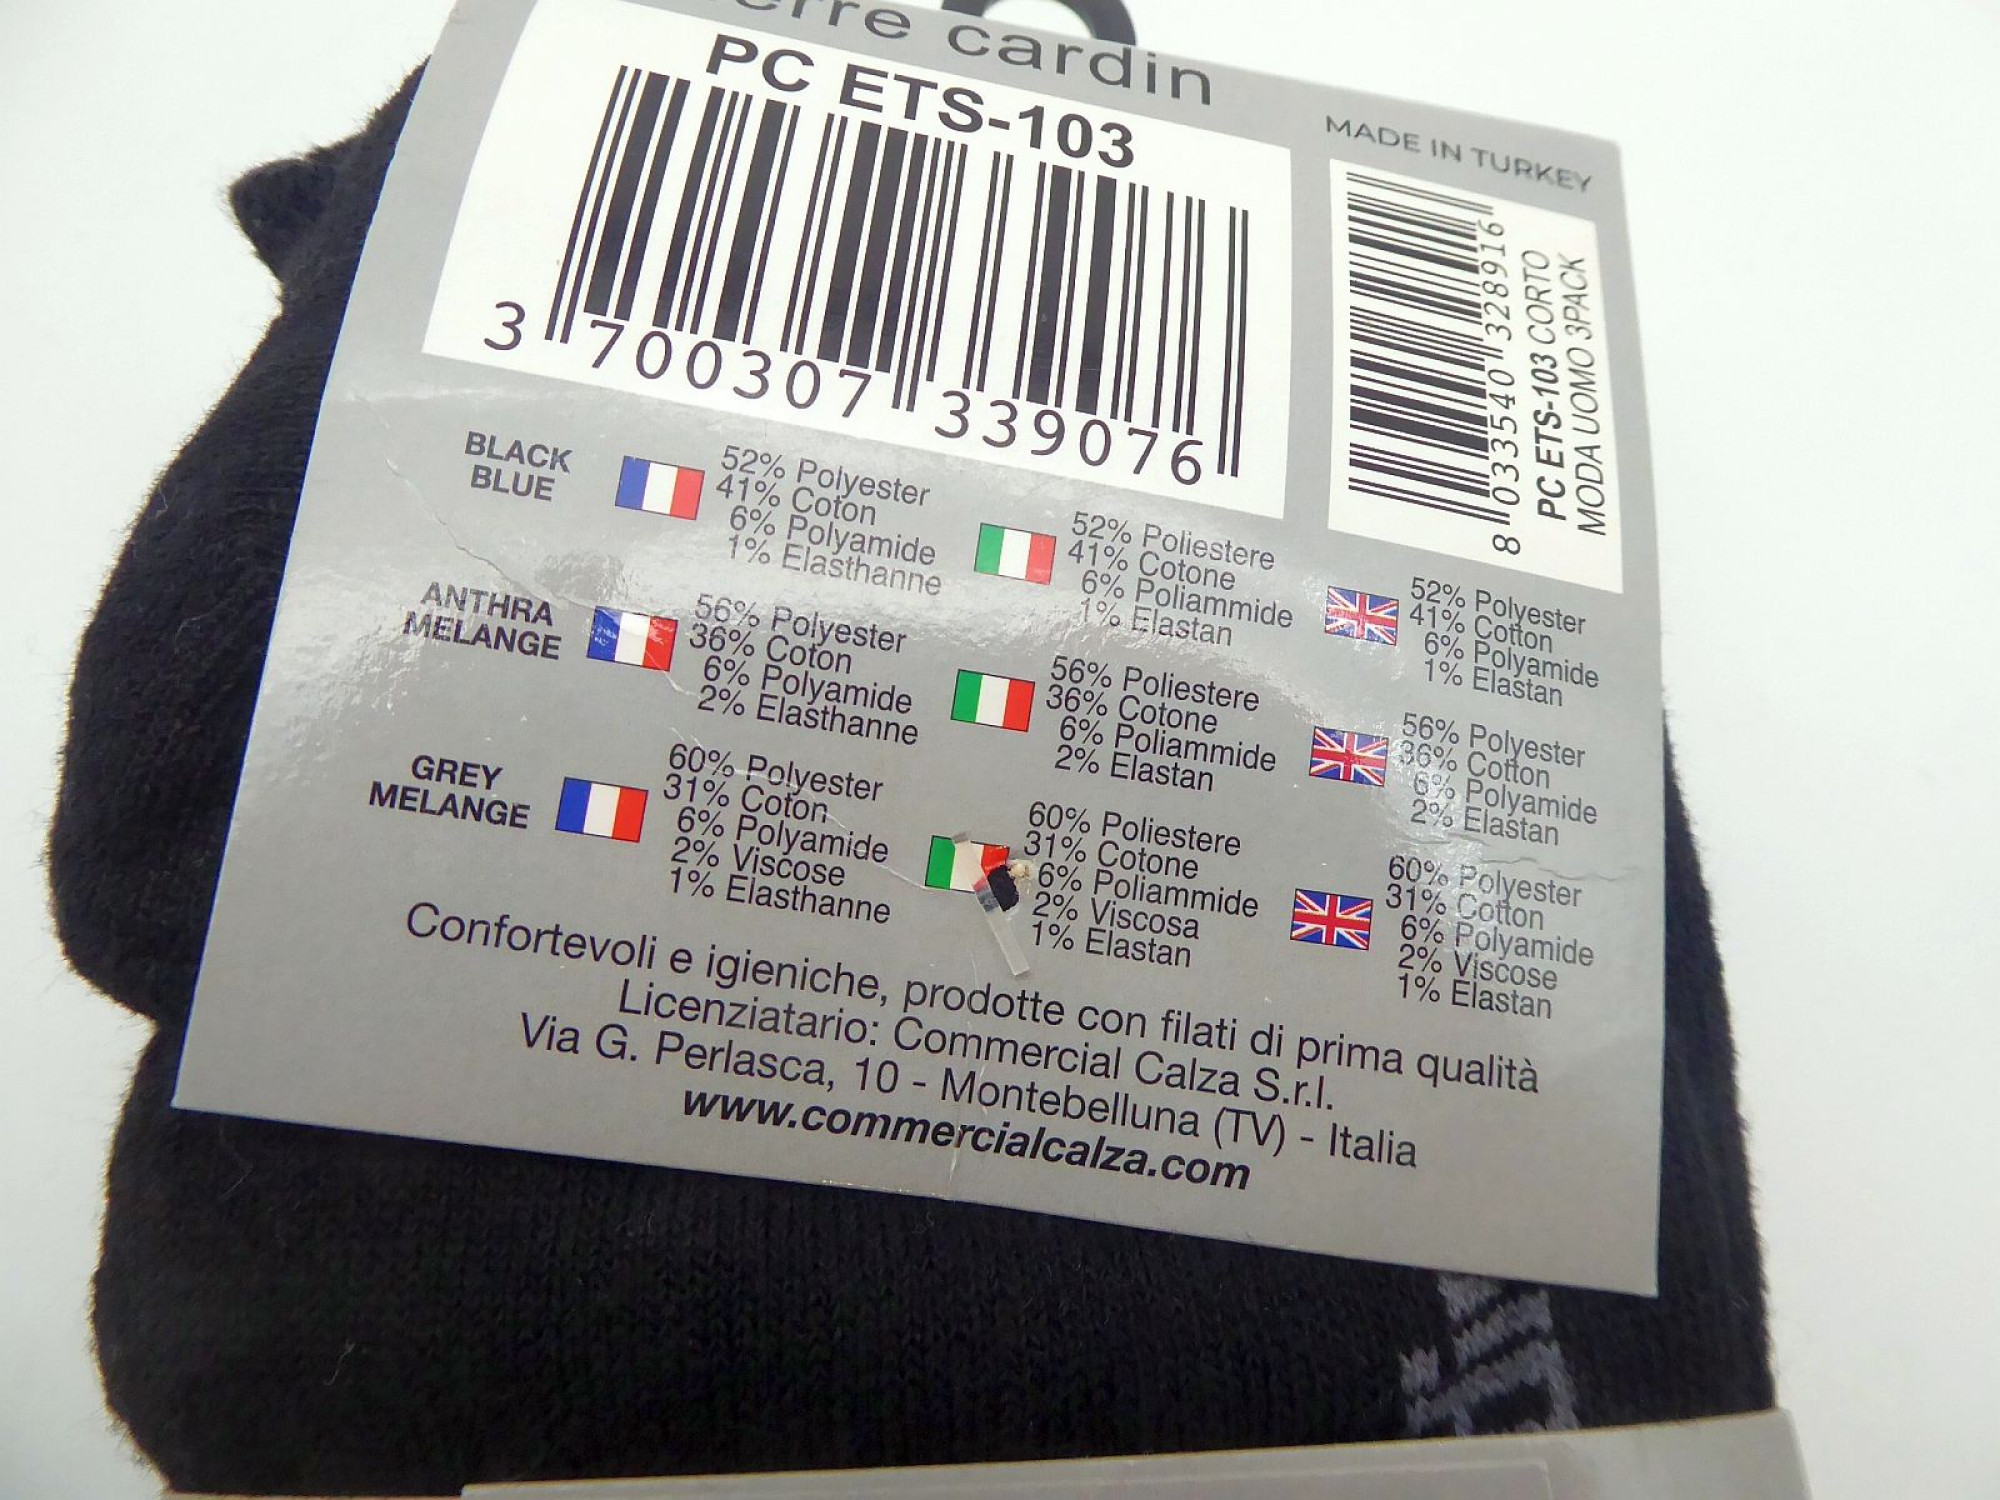 cardin
PC ETS-103
3 700307 339076
MADE IN TURKEY
8 033540 328916
PC ETS-103 CORTO
MODA UOMO 3PACK
BLACK
BLUE
52% Polyester
41% Coton
6% Polyamide
1% Elasthanne
52% Poliestere
41% Cotone
6% Poliammide
1% Elastan
52% Polyester
41% Cotton
6% Polyamide
1% Elastan
ANTHRA
MELANGE
56% Polyester
36% Coton
6% Polyamide
2% Elasthanne
56% Poliestere
36% Cotone
6% Poliammide
2% Elastan
56% Polyester
36% Cotton
6% Polyamide
2% Elastan
GREY
MELANGE
60% Polyester
31% Coton
6% Polyamide
2% Viscose
1% Elasthanne
60% Poliestere
31% Cotone
6% Poliammide
2% Viscosa
1% Elastan
60% Polyester
31% Cotton
6% Polyamide
2% Viscose
1% Elastan
Confortevoli e igieniche, prodotte con filati di prima qualità
Licenziatario: Commercial Calza S.r.l.
Via G. Perlasca, 10 - Montebelluna (TV) - Italia
www.commercialcalza.com